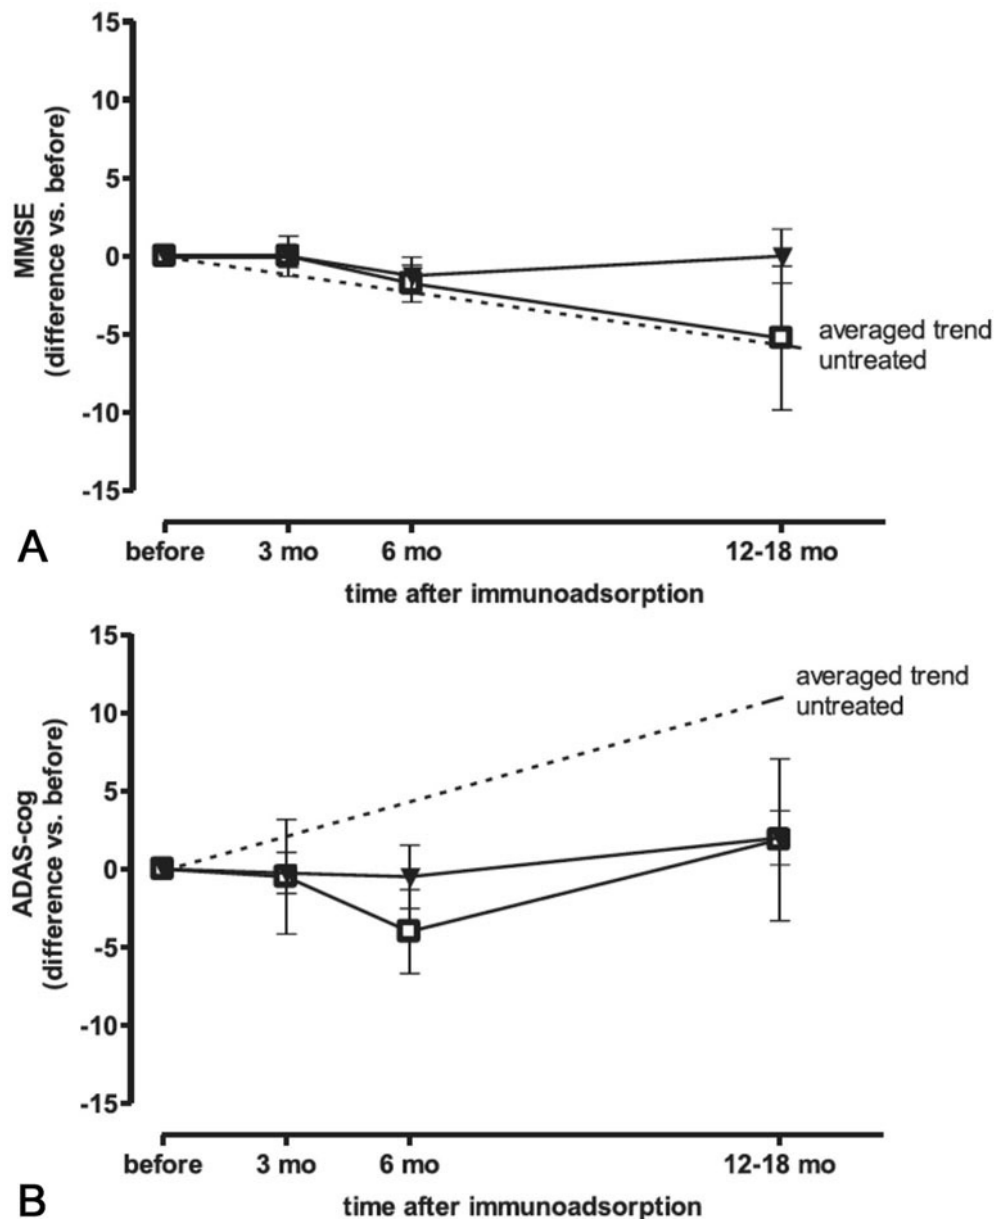 15
10
5
0
-5
-10
-15
MMSE
(difference vs. before)
averaged trend
untreated
before 3 mo 6 mo 12-18 mo
time after immunoadsorption
A
15
10
5
0
-5
-10
-15
ADAS-cog
(difference vs. before)
averaged trend
untreated
before 3 mo 6 mo 12-18 mo
time after immunoadsorption
B